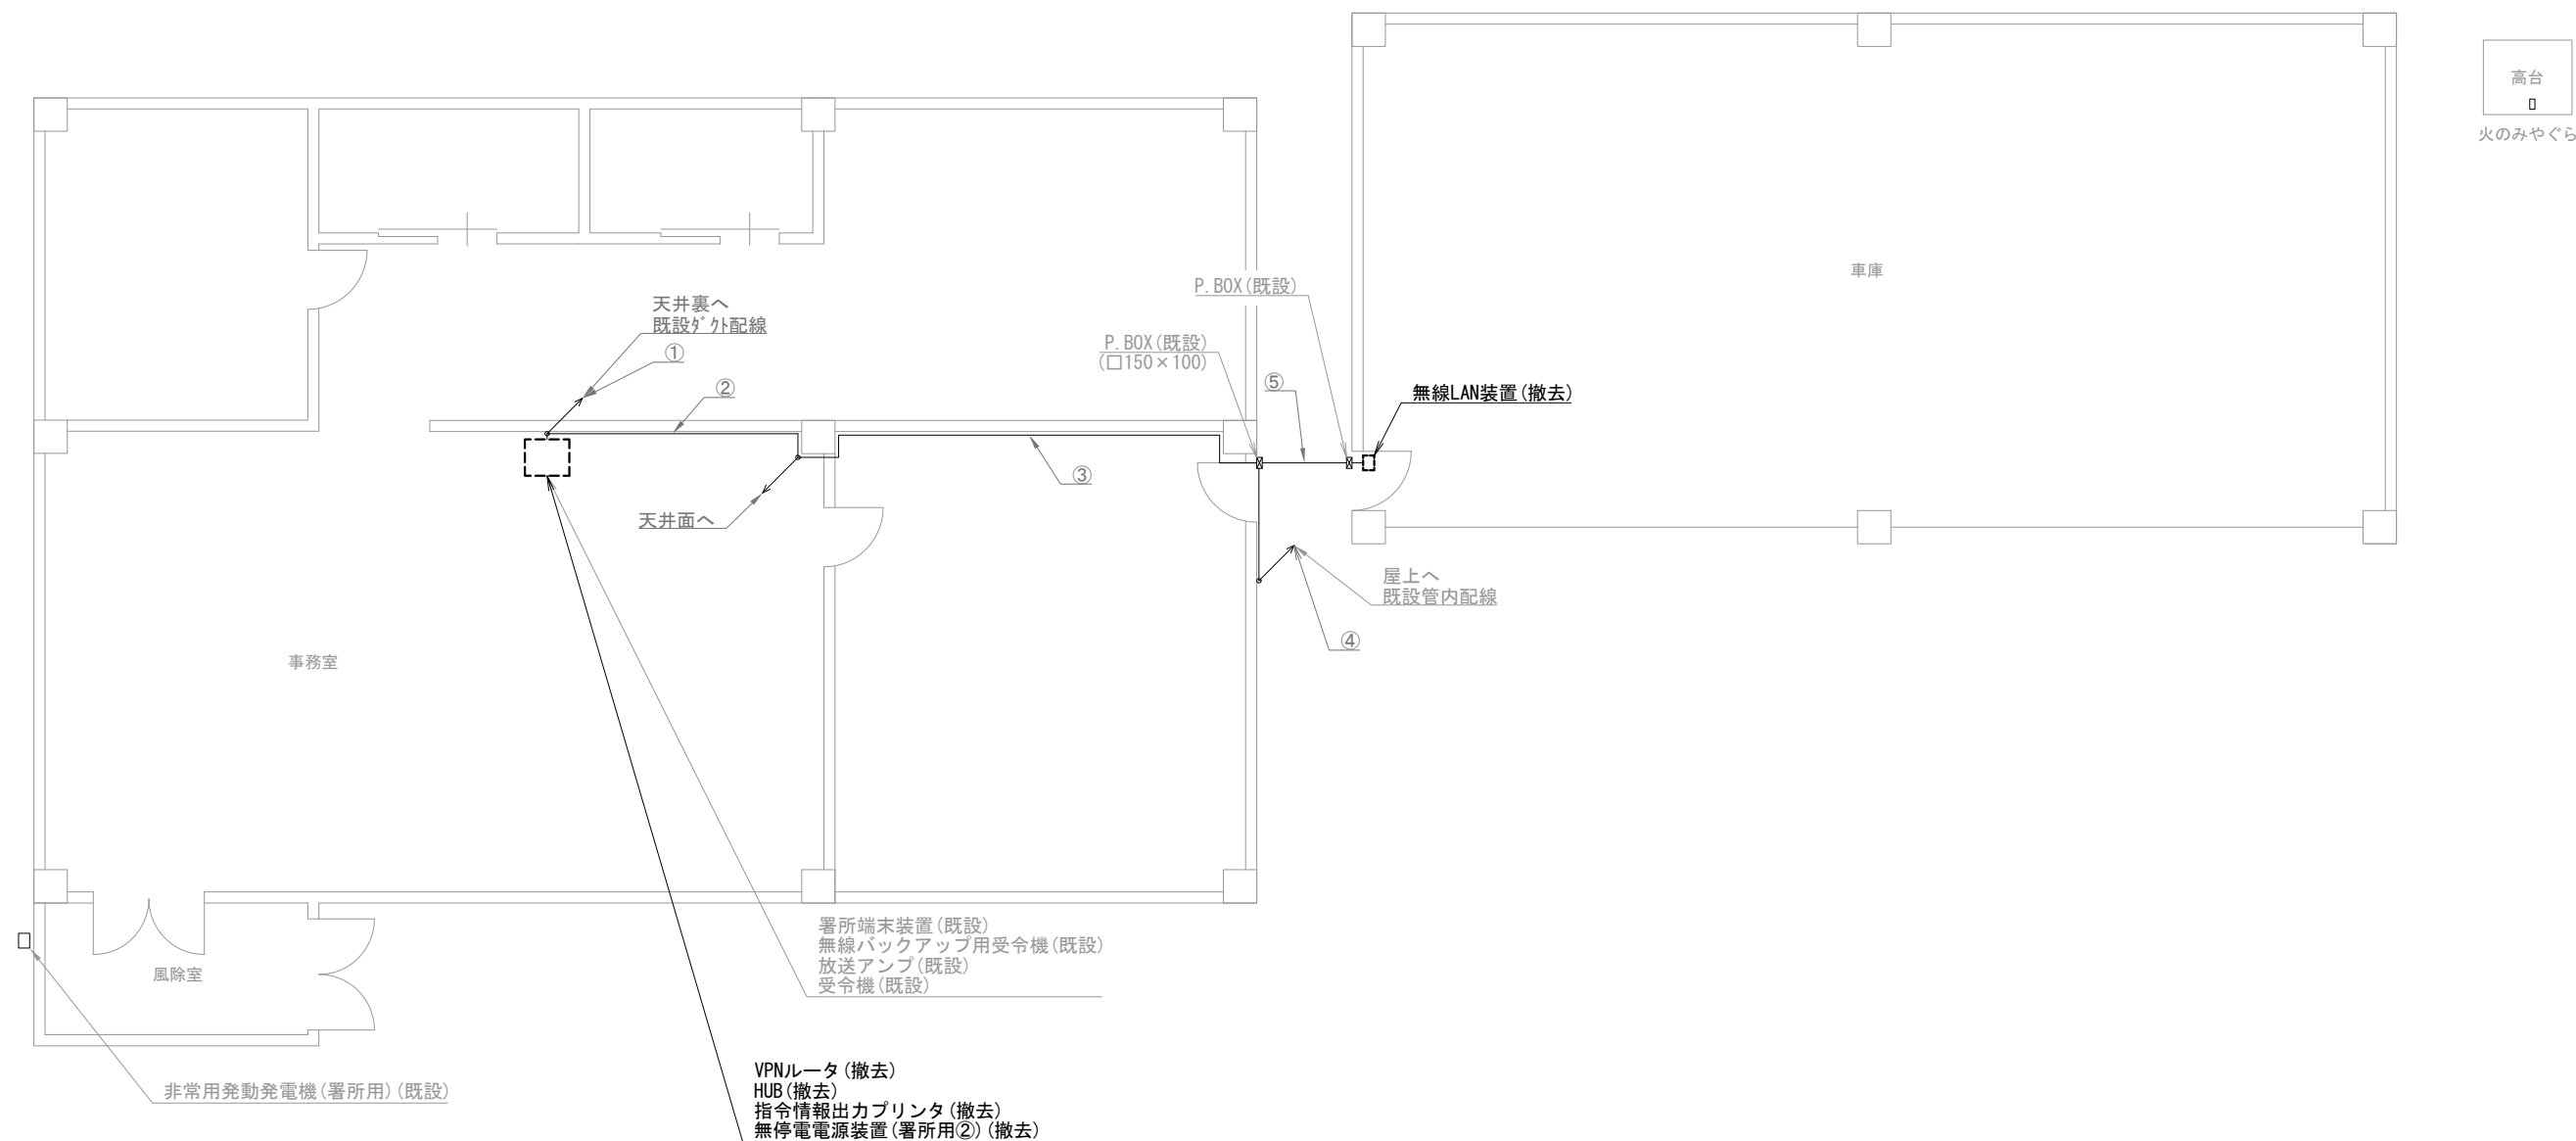 高台
火のみやぐら
車庫
P.BOX(既設)
天井裏へ
既設ﾀﾞｸﾄ配線
①
P.BOX(既設)
(□150×100)
②
⑤
無線LAN装置(撤去)
③
天井面へ
屋上へ
既設管内配線
④
事務室
署所端末装置(既設)
無線バックアップ用受令機(既設)
放送アンプ(既設)
受令機(既設)
風除室
非常用発動発電機(署所用)(既設)
VPNルータ(撤去)
HUB(撤去)
指令情報出力プリンタ(撤去)
無停電電源装置(署所用②)(撤去)